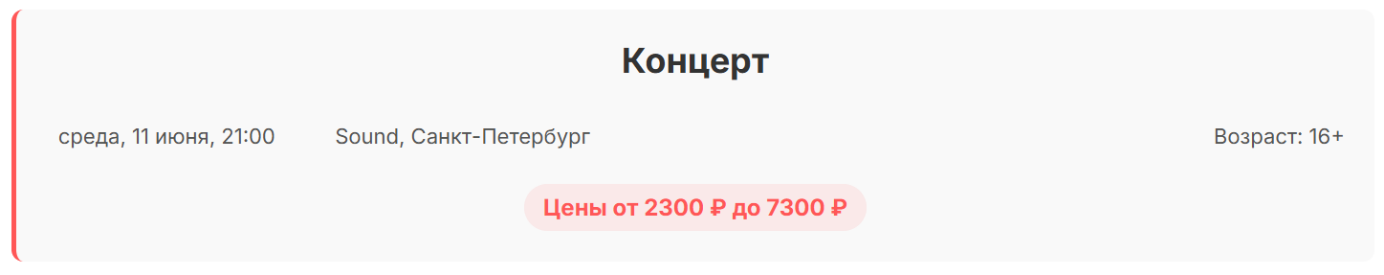 Концерт
среда, 11 июня, 21:00 Sound, Санкт-Петербург Возраст: 16+
Цены от 2300 ₽ до 7300 ₽